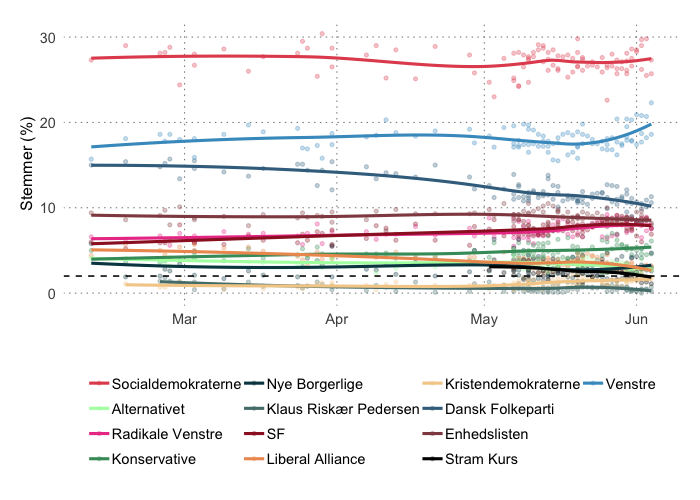 30
20
10
0
Stemmer (%)
Mar Apr May Jun
Socialdemokraterne Nye Borgerlige Kristendemokraterne Venstre
Alternativet Klaus Riskær Pedersen Dansk Folkeparti
Radikale Venstre SF Enhedslisten
Konservative Liberal Alliance Stram Kurs